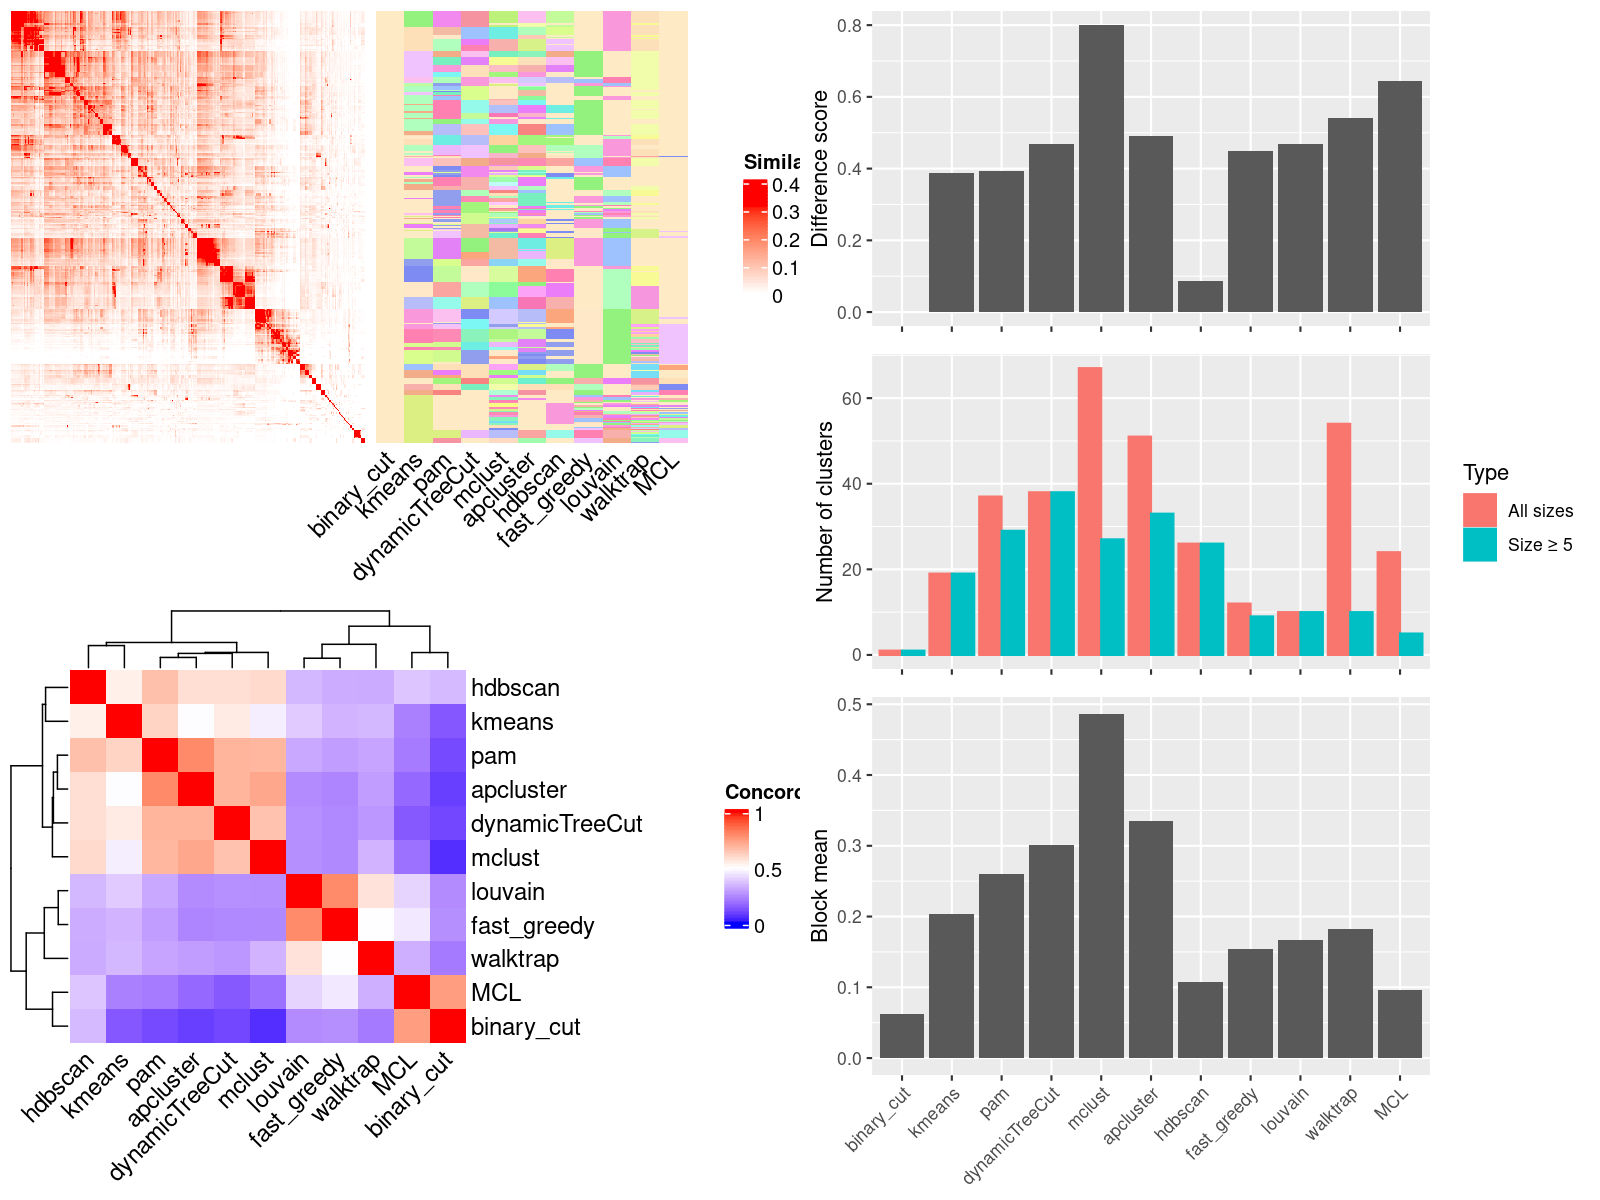 Simila
0.4
0.3
0.2
0.1
0
binary_cut
kmeans
pam
dynamicTreeCut
mclust
apcluster
hdbscan
fast_greedy
louvain
walktrap
MCL
Difference score
0.8
0.6
0.4
0.2
0.0
Number of clusters
60
40
20
0
Type
All sizes
Size ≥ 5
hdbscan
kmeans
pam
apcluster
dynamicTreeCut
mclust
louvain
fast_greedy
walktrap
MCL
binary_cut
hdbscan
kmeans
pam
apcluster
dynamicTreeCut
mclust
louvain
fast_greedy
walktrap
MCL
binary_cut
Concord
1
0.5
0
Block mean
0.5
0.4
0.3
0.2
0.1
0.0
binary_cut
kmeans
pam
dynamicTreeCut
mclust
apcluster
hdbscan
fast_greedy
louvain
walktrap
MCL